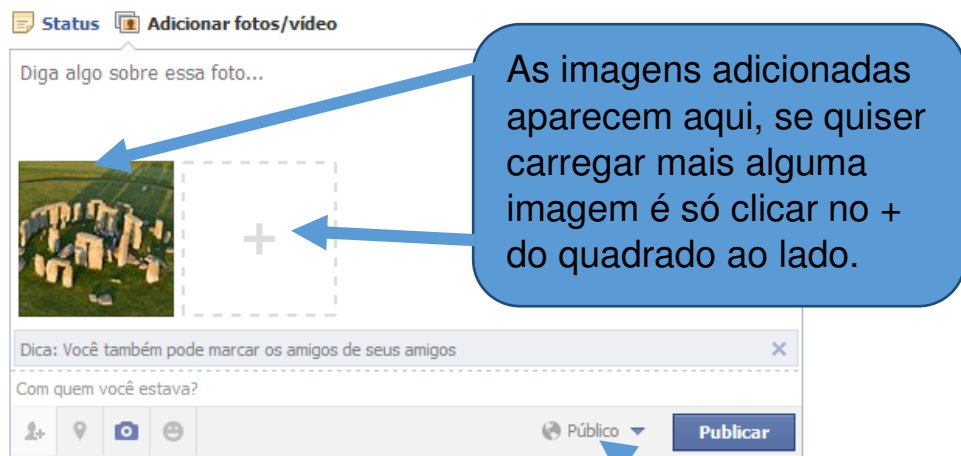 Status Adicionar fotos/vídeo
Diga algo sobre essa foto...
As imagens adicionadas
aparecem aqui, se quiser
carregar mais alguma
imagem é só clicar no +
do quadrado ao lado.
+
Dica: Você também pode marcar os amigos de seus amigos
Com quem você estava?
Público Publicar